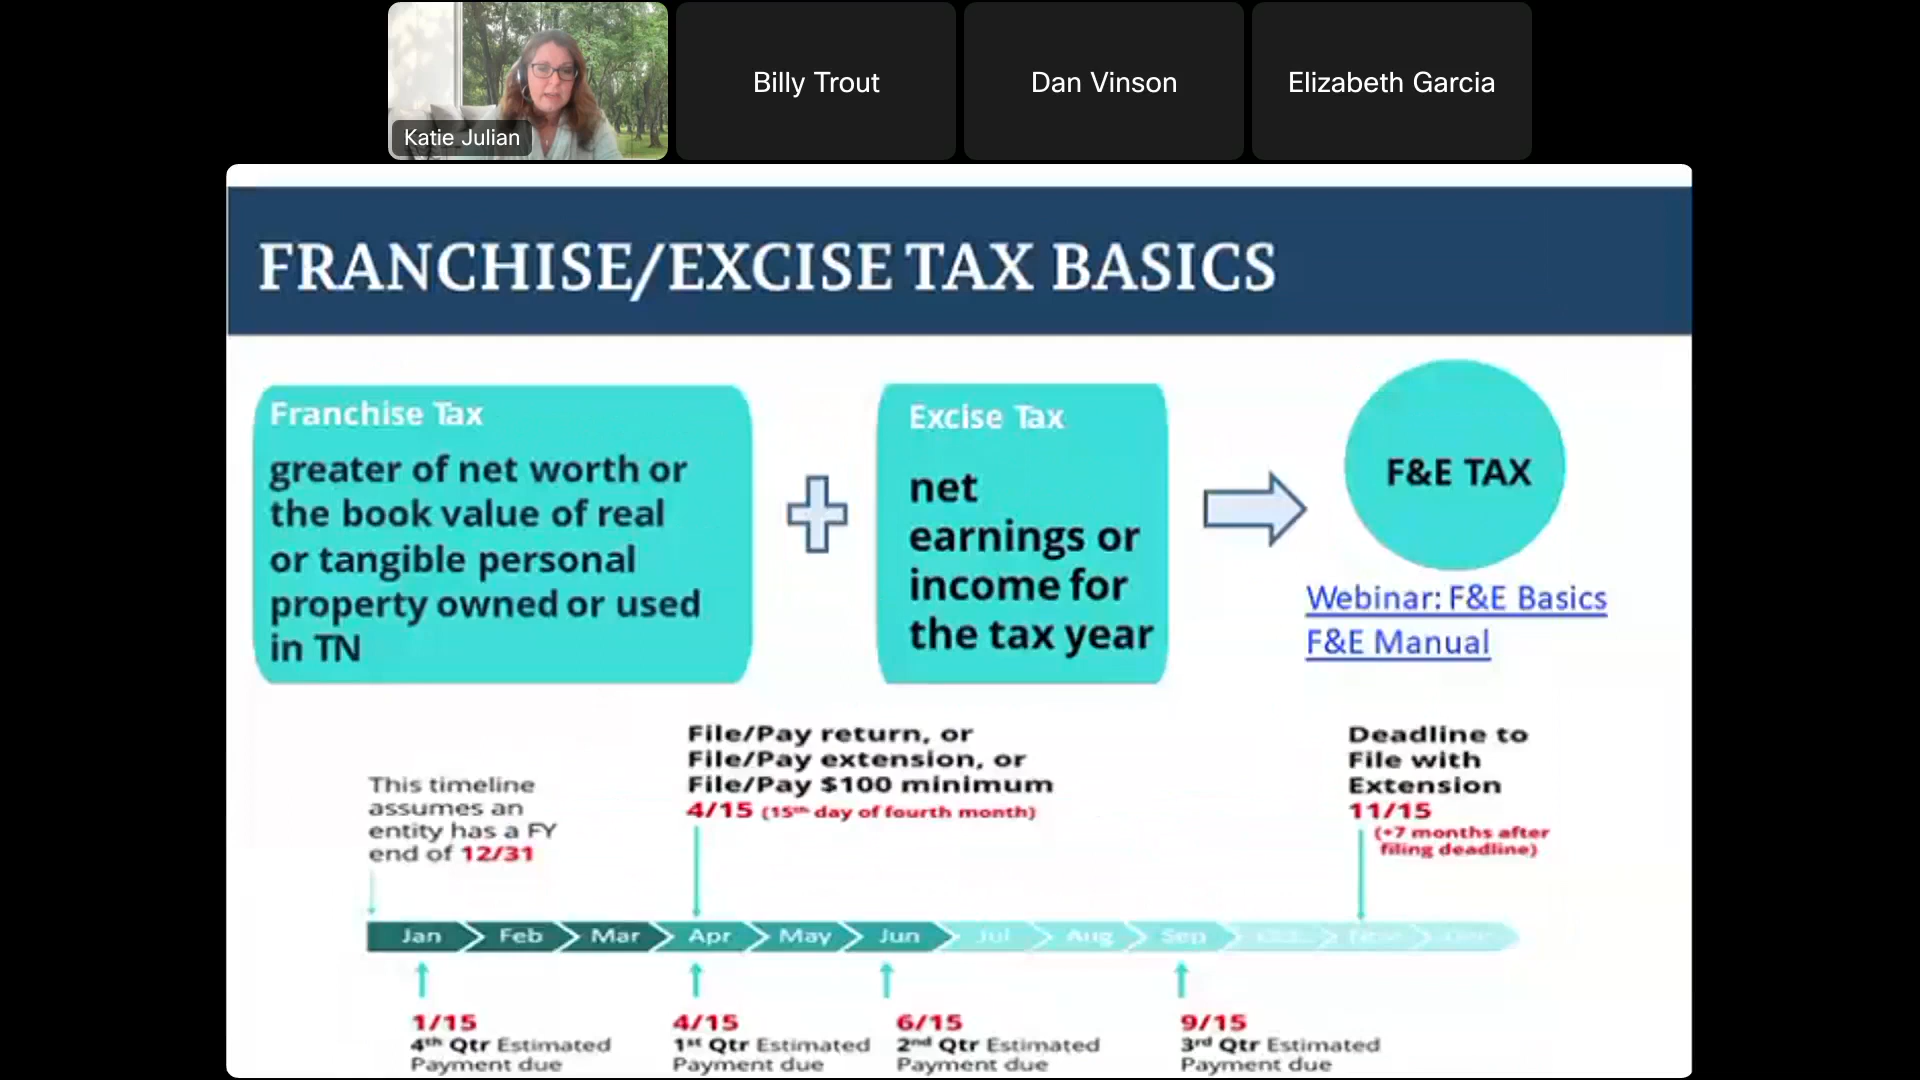 Katie Julian
Billy Trout
Dan Vinson
Elizabeth Garcia
FRANCHISE/EXCISE TAX BASICS
Franchise Tax
greater of net worth or
the book value of real
or tangible personal
property owned or used
in TN
Excise Tax
net
earnings or
income for
the tax year
F&E TAX
Webinar: F&E Basics
F&E Manual
This timeline
assumes an
entity has a FY
end of 12/31
File/Pay return, or
File/Pay extension, or
File/Pay $100 minimum
4/15 (15th day of fourth month)
Deadline to
File with
Extension
11/15
(+7 months after
filing deadline)
Jan Feb Mar Apr May Jun Jul Aug Sep Oct Nov Dec
1/15
4th Qtr Estimated
Payment due
4/15
1st Qtr Estimated
Payment due
6/15
2nd Qtr Estimated
Payment due
9/15
3rd Qtr Estimated
Payment due